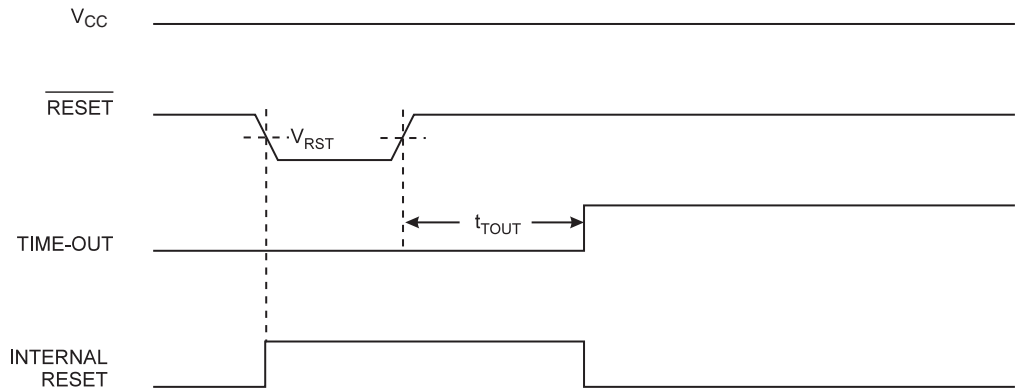 VCC
RESET
VRST
tTOUT
TIME-OUT
INTERNAL
RESET